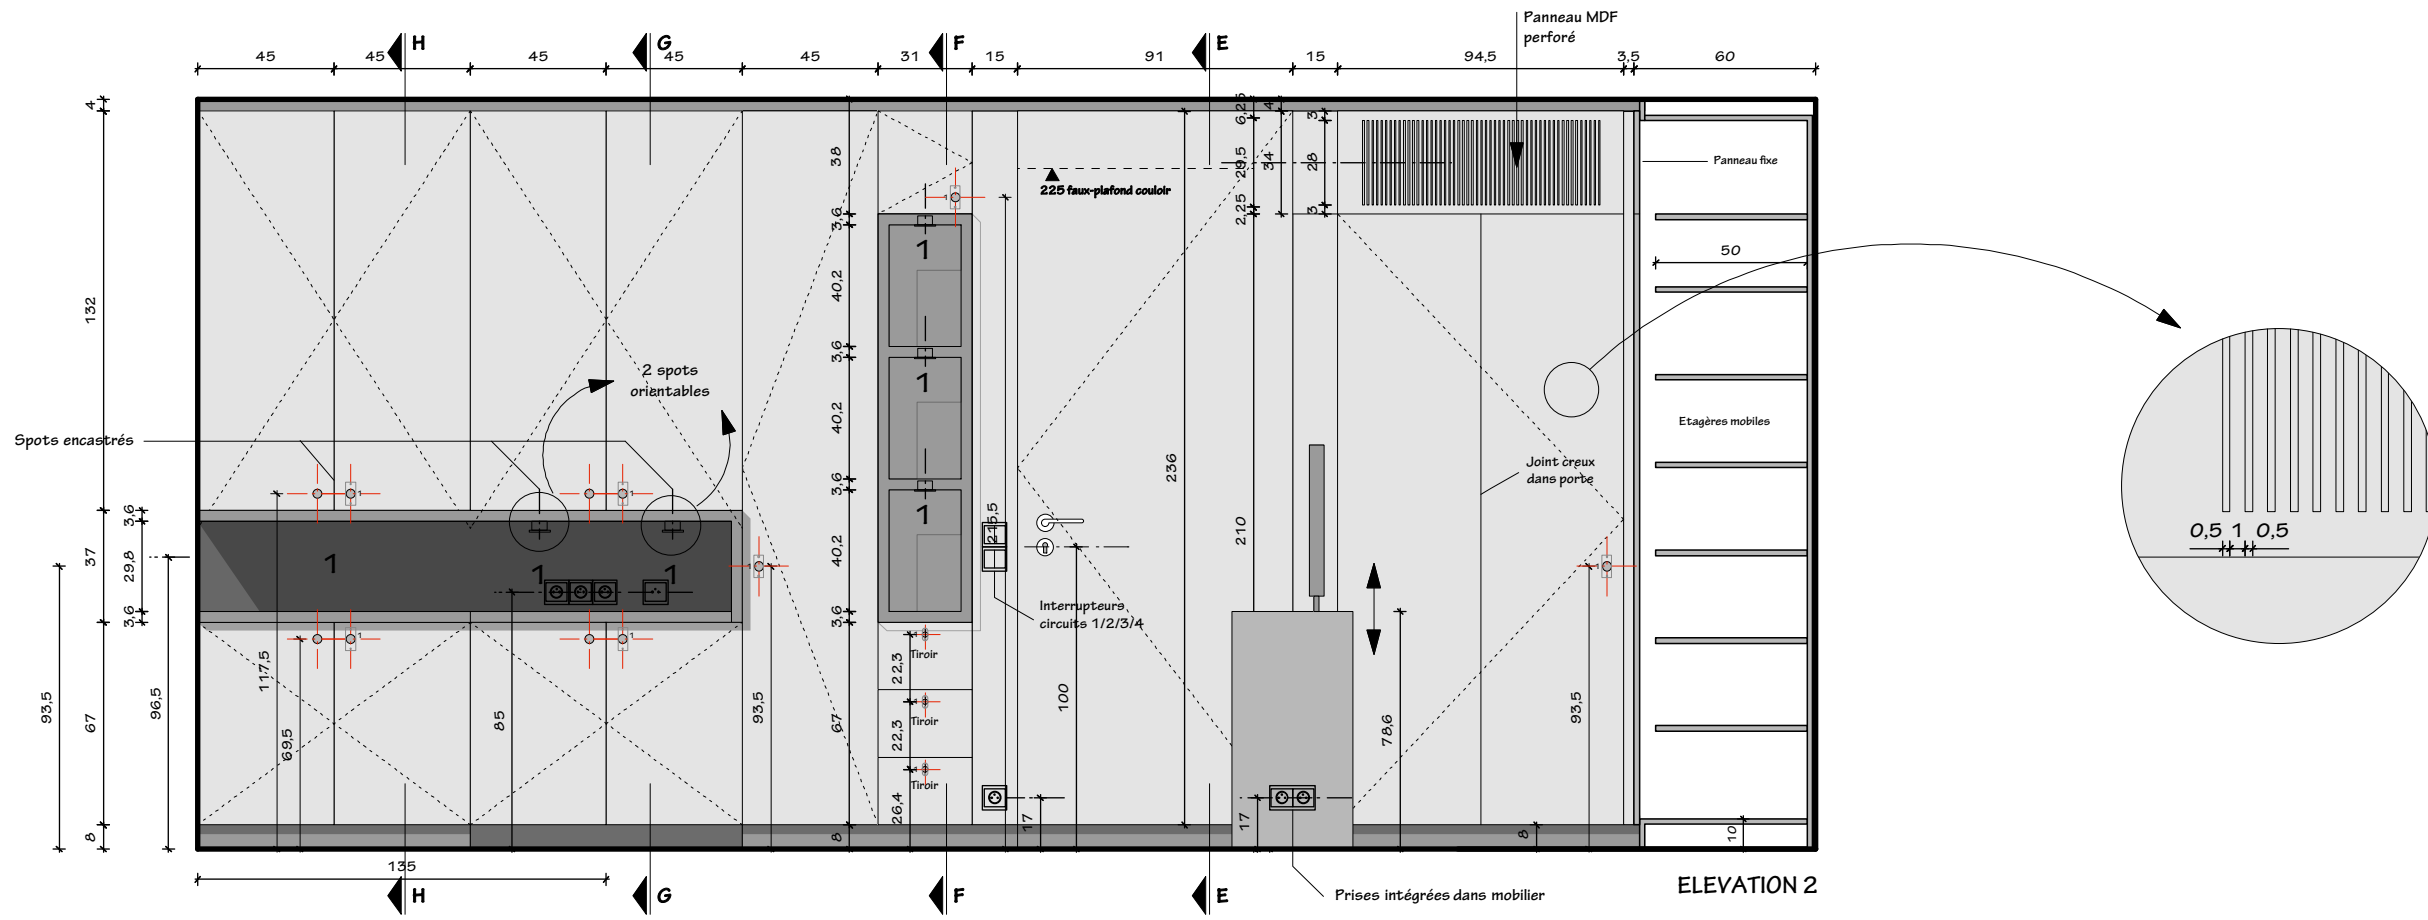 Panneau MDF
perforé
H
G
F
E
45
45
45
45
45
31
15
91
15
94,5
3,5
60
4
132
3,6
37
29,8
3,6
67
8
93,5
96,5
38
3,6
40,2
3,6
40,2
3,6
40,2
3,6
67
8
6,25
4
29,5
34
2,25
3
28
3
225 faux-plafond couloir
Panneau fixe
50
2 spots
orientables
Spots encastrés
Etagères mobiles
Joint creux
dans porte
1
1
1
1
1
1
215,5
236
210
0,5 1 0,5
Interrupteurs
circuits 1/2/3/4
117,5
69,5
85
93,5
22,3
22,3
26,4
Tiroir
Tiroir
Tiroir
100
17
17
78,6
93,5
8
10
135
H
G
F
E
Prises intégrées dans mobilier
ELEVATION 2